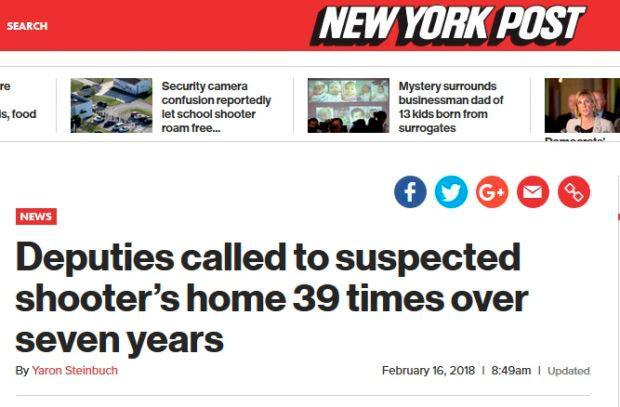 SEARCH
NEW YORK POST
re
s, food
Security camera
confusion reportedly
let school shooter
roam free...
Mystery surrounds
businessman dad of
13 kids born from
surrogates
NEWS
Deputies called to suspected
shooter's home 39 times over
seven years
By Yaron Steinbuch
February 16, 2018 | 8:49am | Updated